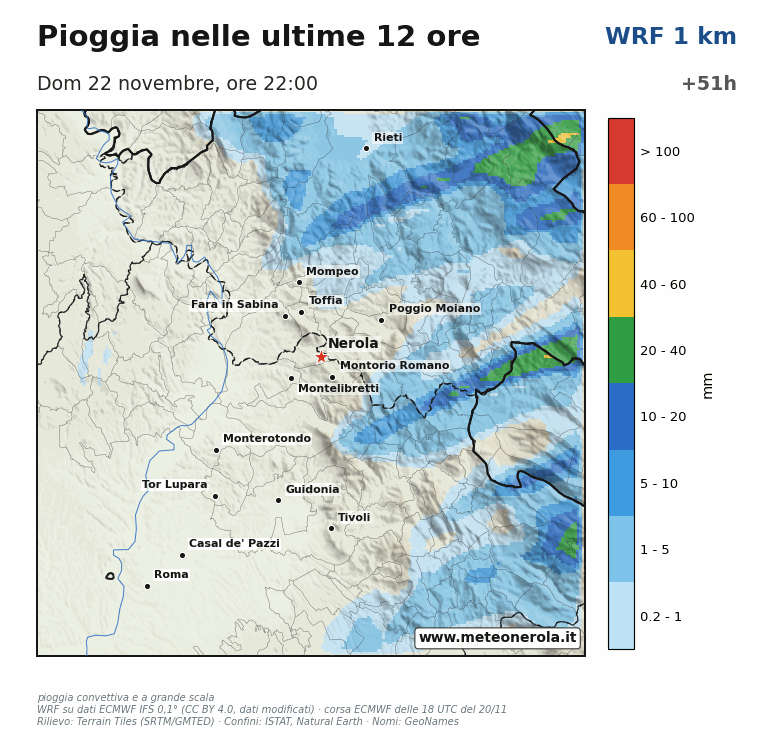 Pioggia nelle ultime 12 ore
WRF 1 km
Dom 22 novembre, ore 22:00
+51h
Rieti
Mompeo
Fara in Sabina
Toffia
Poggio Moiano
Nerola
Montorio Romano
Montelibretti
Monterotondo
Tor Lupara
Guidonia
Tivoli
Casal de' Pazzi
Roma
www.meteonerola.it
> 100
60 - 100
40 - 60
20 - 40
10 - 20
5 - 10
1 - 5
0.2 - 1
mm
pioggia convettiva e a grande scala
WRF su dati ECMWF IFS 0,1° (CC BY 4.0, dati modificati) · corsa ECMWF delle 18 UTC del 20/11
Rilievo: Terrain Tiles (SRTM/GMTED) · Confini: ISTAT, Natural Earth · Nomi: GeoNames